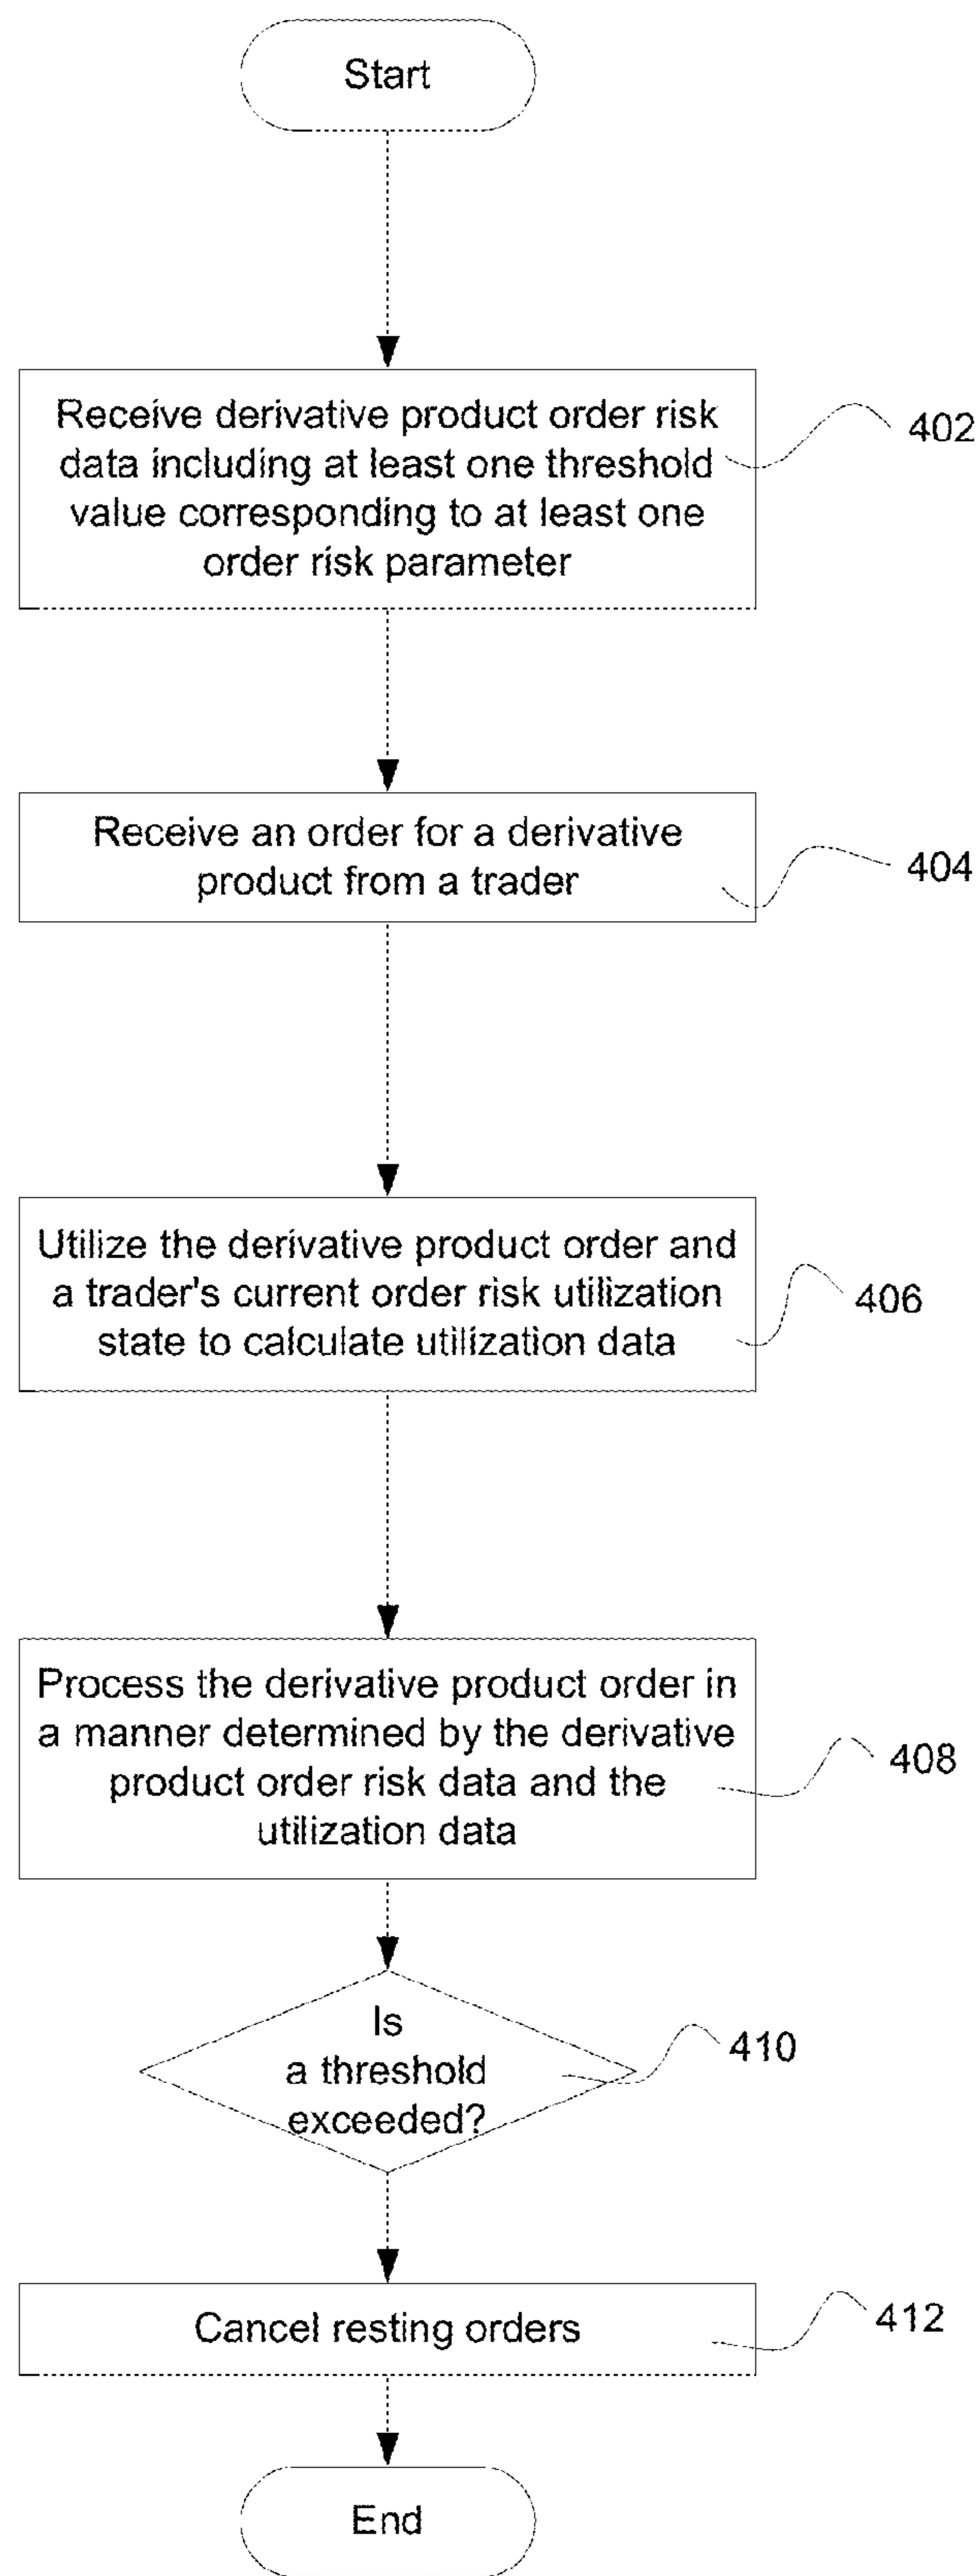 Start
Receive derivative product order risk
data including at least one threshold
value corresponding to at least one
order risk parameter
402
Receive an order for a derivative
product from a trader
404
Utilize the derivative product order and
a trader's current order risk utilization
state to calculate utilization data
406
Process the derivative product order in
a manner determined by the derivative
product order risk data and the
utilization data
408
Is
a threshold
exceeded?
410
Cancel resting orders
412
End